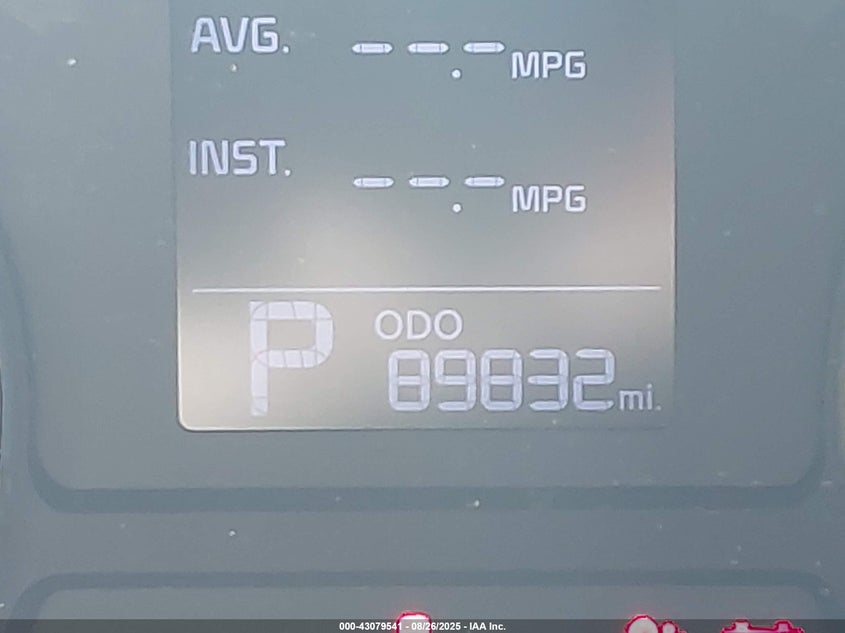 AVG. --.- MPG
INST. --.- MPG
P ODO
89832 mi.
000-43079541 - 08/26/2025 - IAA Inc.